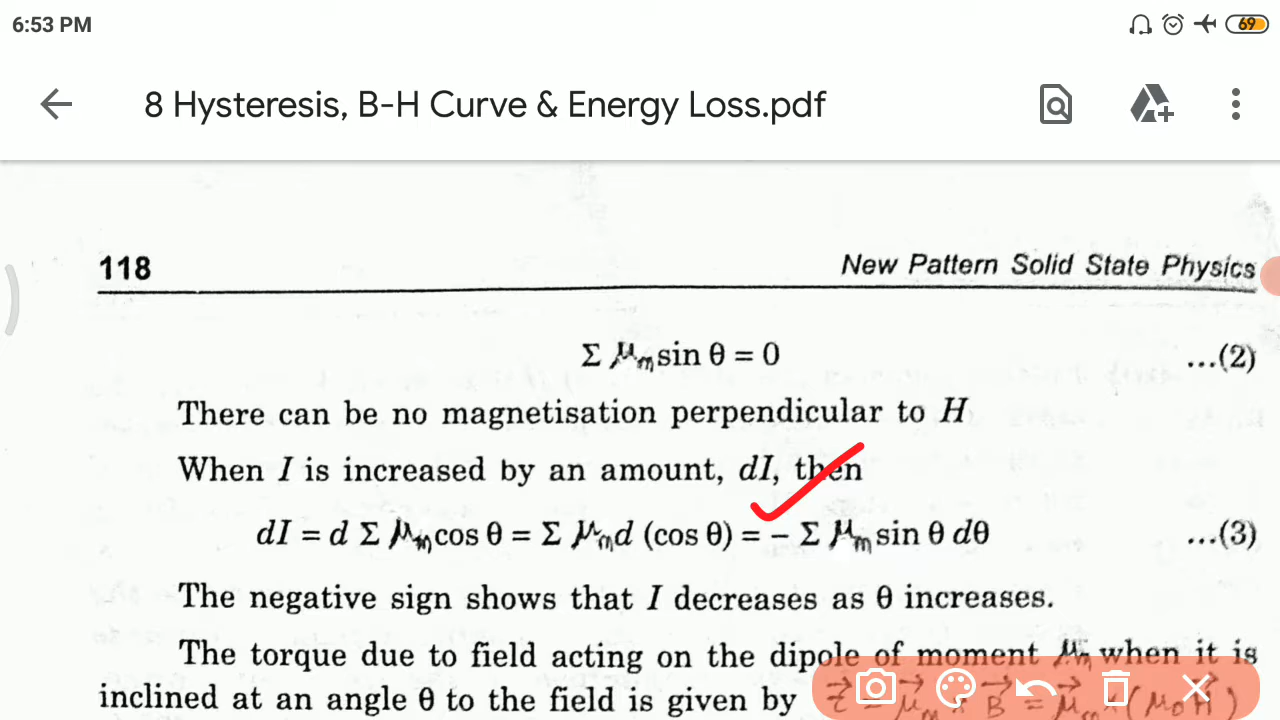 6:53 PM
69
8 Hysteresis, B-H Curve & Energy Loss.pdf
118 New Pattern Solid State Physics
Σ μₘ sin θ = 0 ...(2)
There can be no magnetisation perpendicular to H
When I is increased by an amount, dI, then
dI = d Σ μₘ cos θ = Σ μₘ d (cos θ) = – Σ μₘ sin θ dθ ...(3)
The negative sign shows that I decreases as θ increases.
The torque due to field acting on the dipole of moment μₘ when it is
inclined at an angle θ to the field is given by τ⃗ = μ⃗ₘ × B⃗ = μ⃗ₘ × (μ₀H⃗)